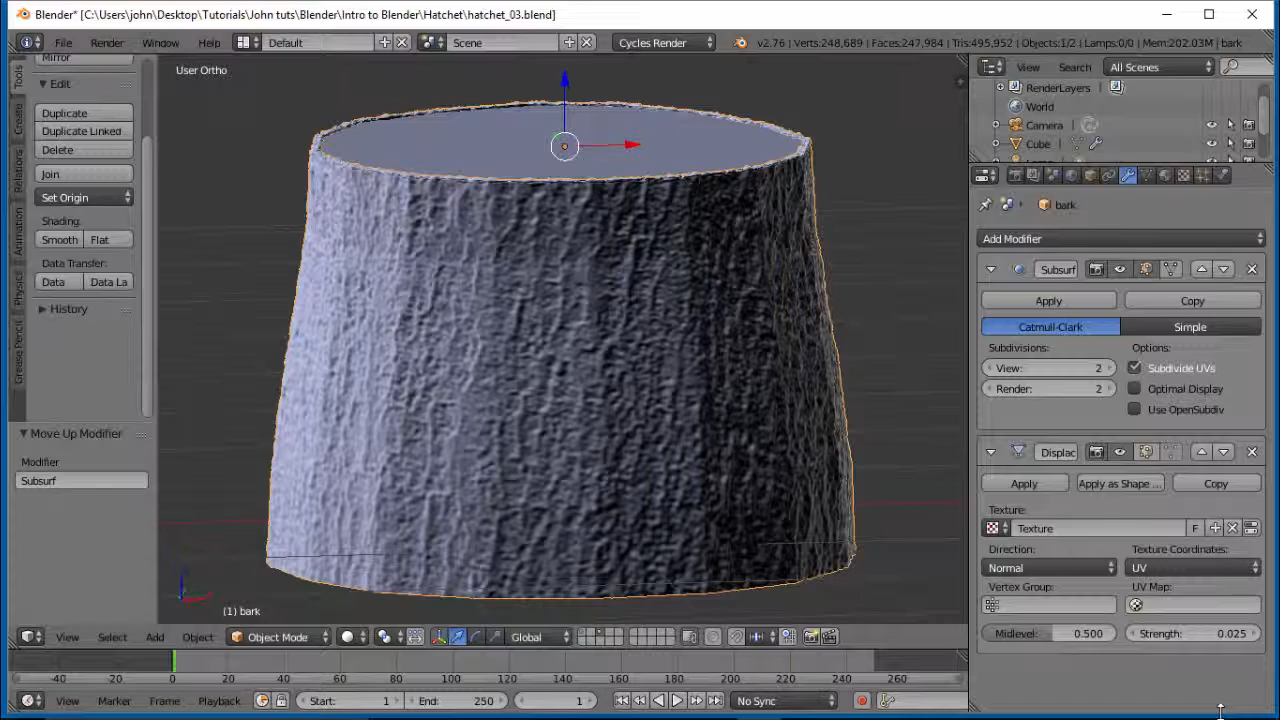 Blender* [C:\Users\john\Desktop\Tutorials\John tuts\Blender\Intro to Blender\Hatchet\hatchet_03.blend]
File Render Window Help Default Scene Cycles Render v2.76 | Verts:248,689 | Faces:247,984 | Tris:495,952 | Objects:1/2 | Lamps:0/0 | Mem:202.03M | bark
Mirror
Edit
Duplicate
Duplicate Linked
Delete
Join
Set Origin
Shading:
Smooth Flat
Data Transfer:
Data Data La
History
Tools
Create
Relations
Animation
Physics
Grease Pencil
Move Up Modifier
Modifier
Subsurf
User Ortho
(1) bark
View Search All Scenes
RenderLayers
World
Camera
Cube
bark
Add Modifier
Subsurf
Apply Copy
Catmull-Clark Simple
Subdivisions: Options:
View: 2 Subdivide UVs
Render: 2 Optimal Display
Use OpenSubdiv
Displac
Apply Apply as Shape ... Copy
Texture:
Texture F
Direction: Texture Coordinates:
Normal UV
Vertex Group: UV Map:
Midlevel: 0.500 Strength: 0.025
View Select Add Object Object Mode Global
-40 -20 0 20 40 60 80 100 120 140 160 180 200 220 240 260
View Marker Frame Playback Start: 1 End: 250 1 No Sync